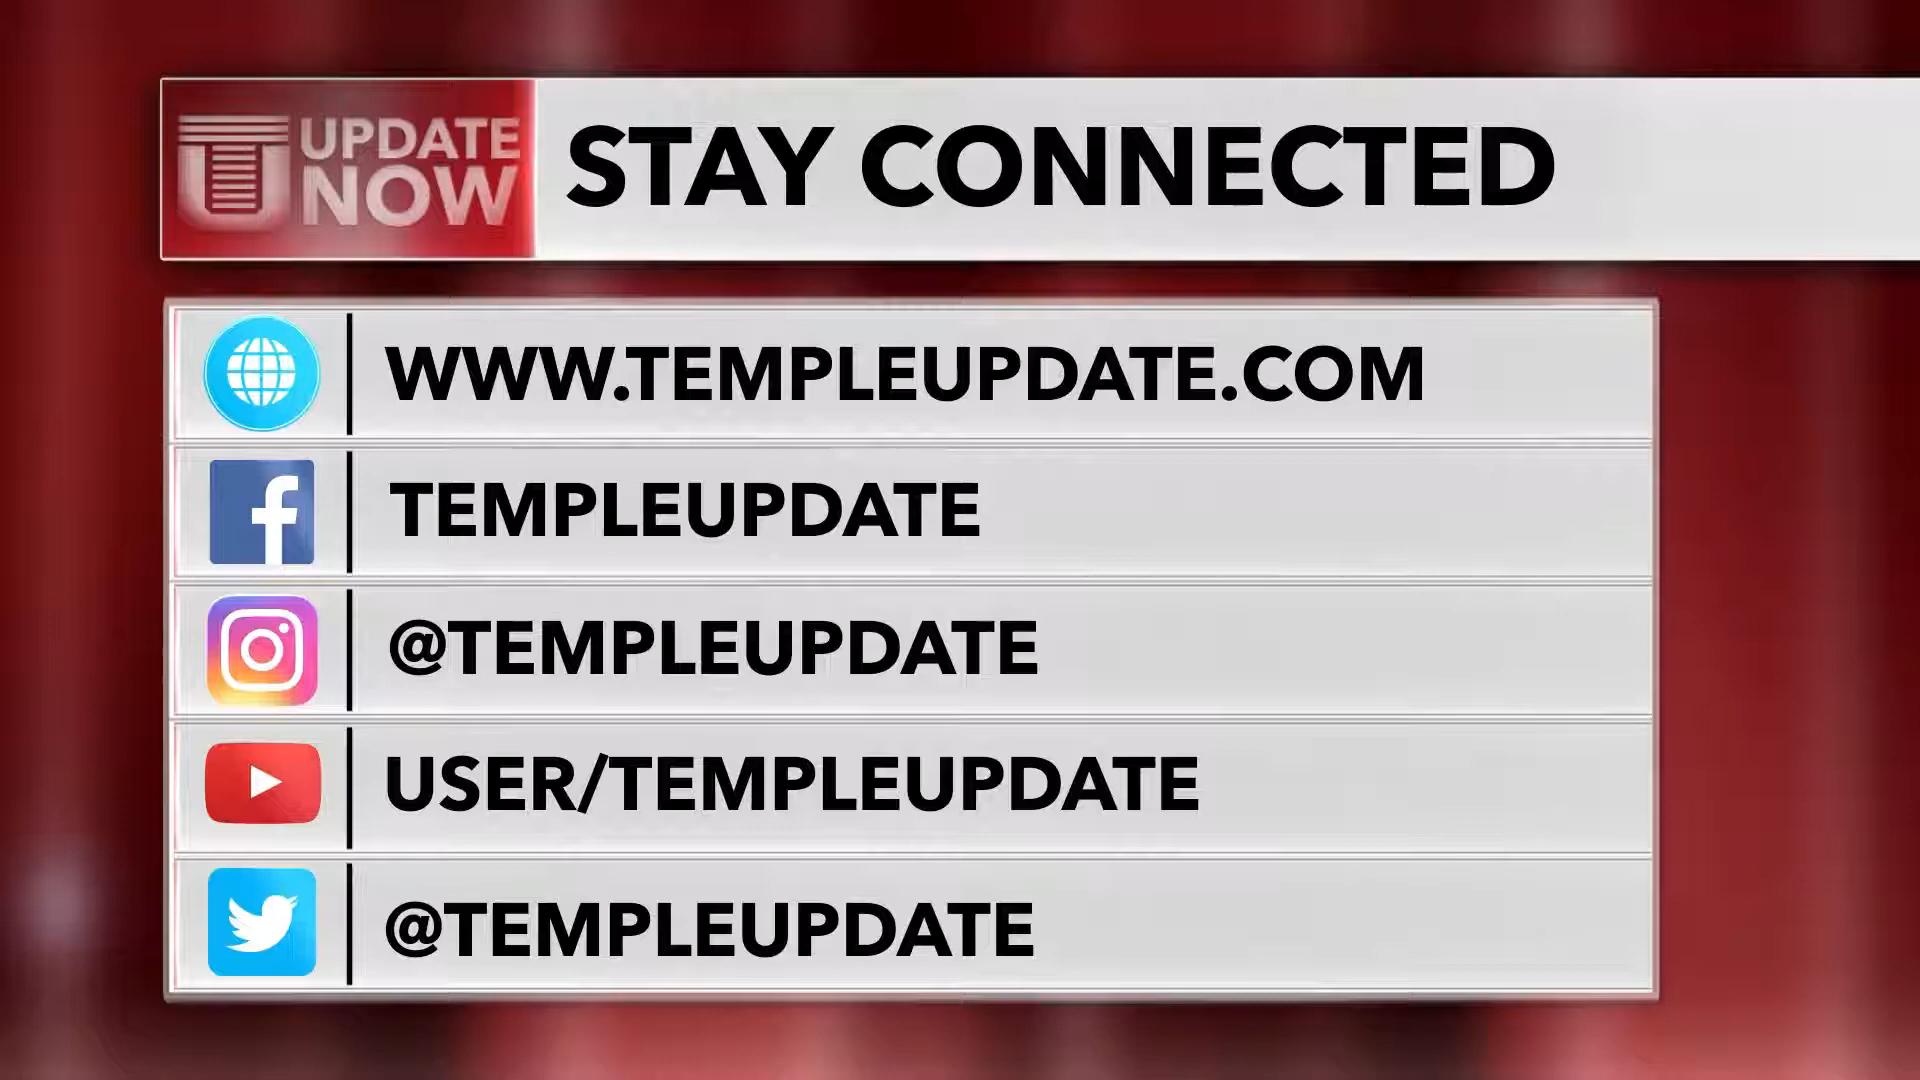 UPDATE
NOW
STAY CONNECTED
WWW.TEMPLEUPDATE.COM
TEMPLEUPDATE
@TEMPLEUPDATE
USER/TEMPLEUPDATE
@TEMPLEUPDATE